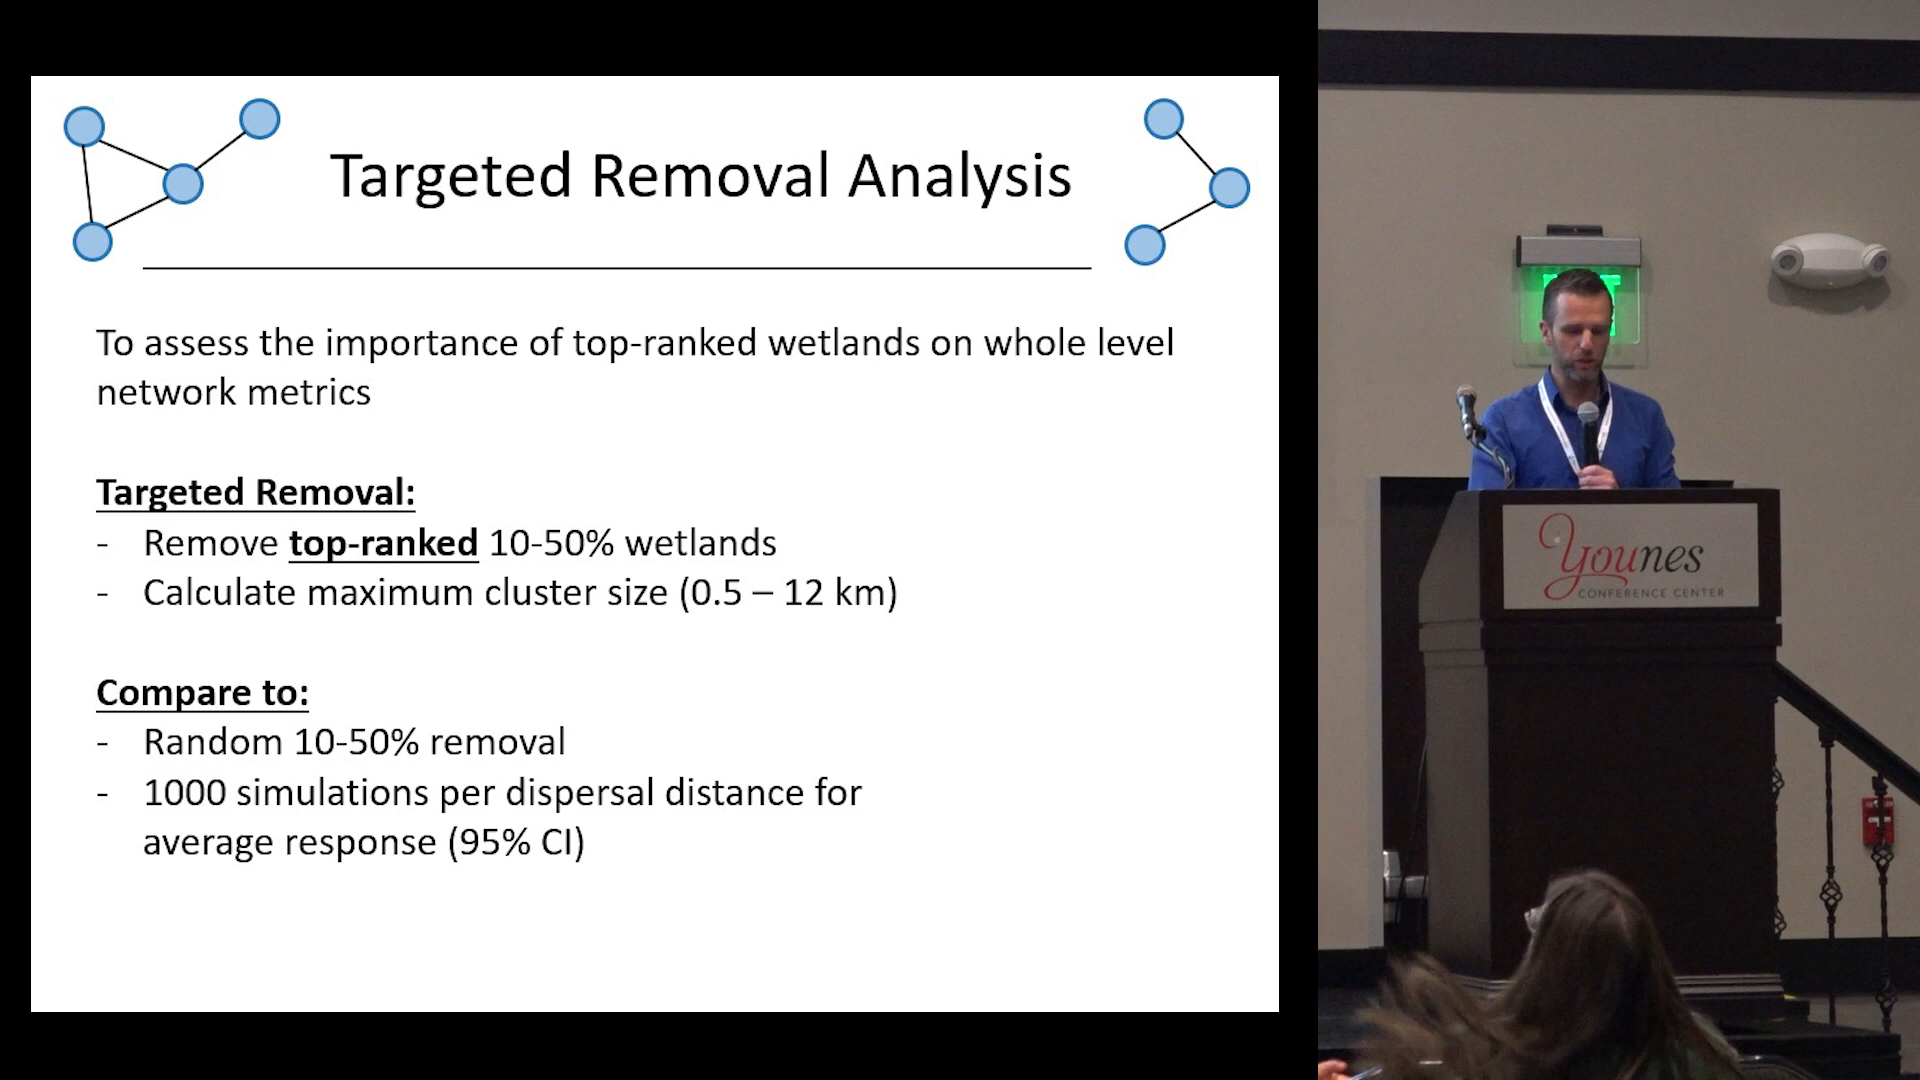 Targeted Removal Analysis
To assess the importance of top-ranked wetlands on whole level
network metrics
Targeted Removal:
- Remove top-ranked 10-50% wetlands
- Calculate maximum cluster size (0.5 – 12 km)
Compare to:
- Random 10-50% removal
- 1000 simulations per dispersal distance for
average response (95% CI)
Younes
CONFERENCE CENTER